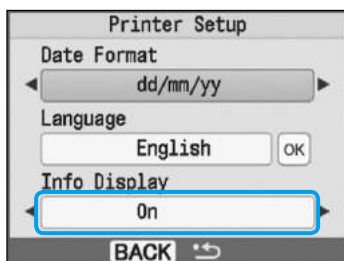 Printer Setup
Date Format
dd/mm/yy
Language
English OK
Info Display
On
BACK